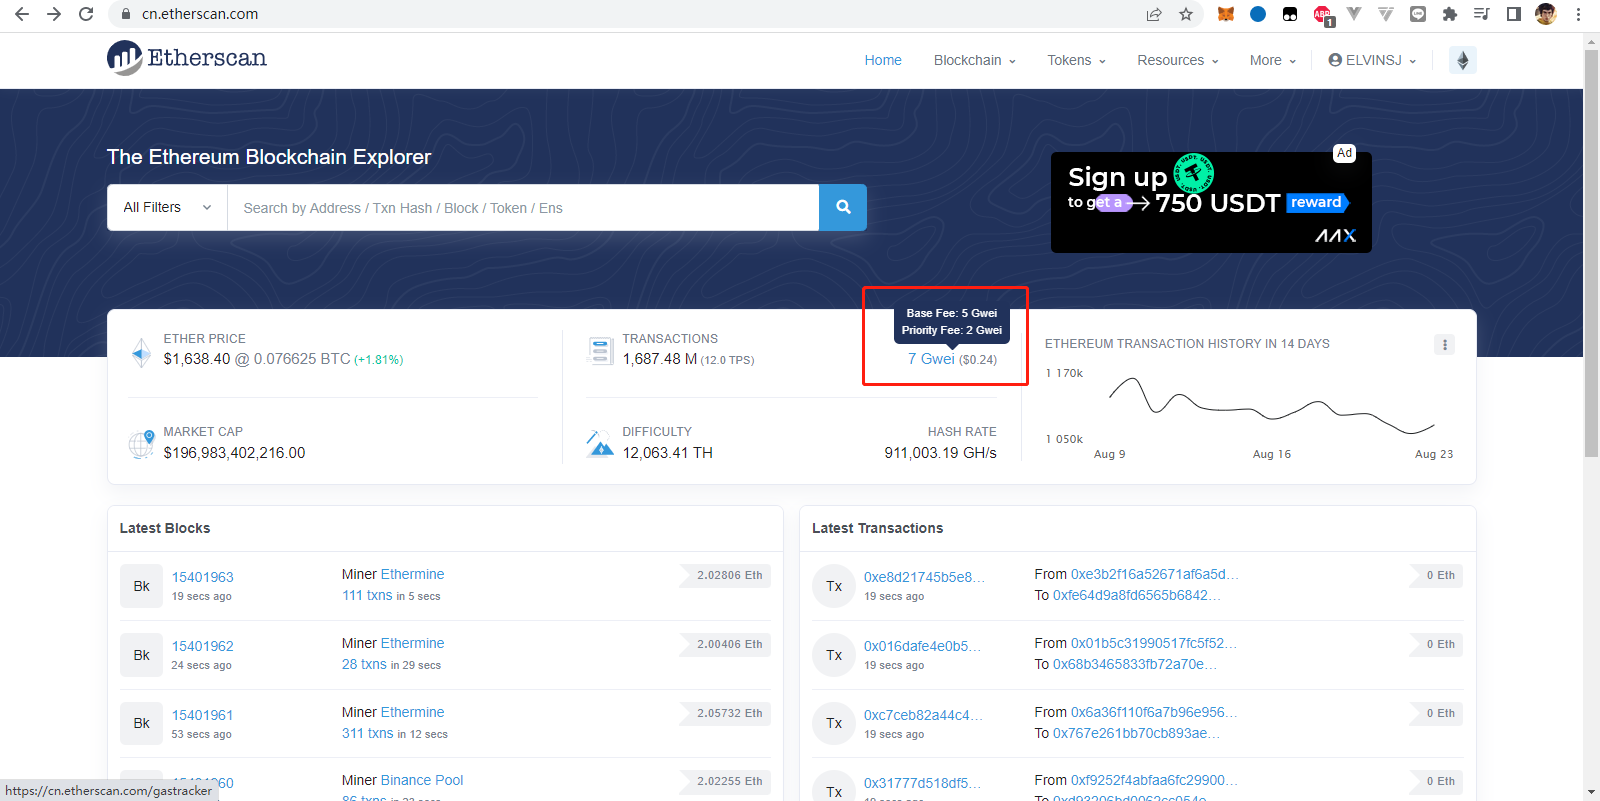 cn.etherscan.com
ABP
1
Etherscan
Home
Blockchain
Tokens
Resources
More
ELVINSJ
The Ethereum Blockchain Explorer
All Filters
Search by Address / Txn Hash / Block / Token / Ens
Ad
Sign up
to get a
750 USDT
reward
AAX
Base Fee: 5 Gwei
Priority Fee: 2 Gwei
ETHER PRICE
$1,638.40 @ 0.076625 BTC (+1.81%)
TRANSACTIONS
1,687.48 M (12.0 TPS)
7 Gwei ($0.24)
MARKET CAP
$196,983,402,216.00
DIFFICULTY
12,063.41 TH
HASH RATE
911,003.19 GH/s
ETHEREUM TRANSACTION HISTORY IN 14 DAYS
1 170k
1 050k
Aug 9
Aug 16
Aug 23
Latest Blocks
Bk
15401963
19 secs ago
Miner Ethermine
111 txns in 5 secs
2.02806 Eth
Bk
15401962
24 secs ago
Miner Ethermine
28 txns in 29 secs
2.00406 Eth
Bk
15401961
53 secs ago
Miner Ethermine
311 txns in 12 secs
2.05732 Eth
Bk
Miner Binance Pool
2.02255 Eth
Latest Transactions
Tx
0xe8d21745b5e8...
19 secs ago
From 0xe3b2f16a52671af6a5d...
To 0xfe64d9a8fd6565b6842...
0 Eth
Tx
0x016dafe4e0b5...
19 secs ago
From 0x01b5c31990517fc5f52...
To 0x68b3465833fb72a70e...
0 Eth
Tx
0xc7ceb82a44c4...
19 secs ago
From 0x6a36f110f6a7b96e956...
To 0x767e261bb70cb893ae...
0 Eth
Tx
0x31777d518df5...
From 0xf9252f4abfaa6fc29900...
0 Eth
https://cn.etherscan.com/gastracker